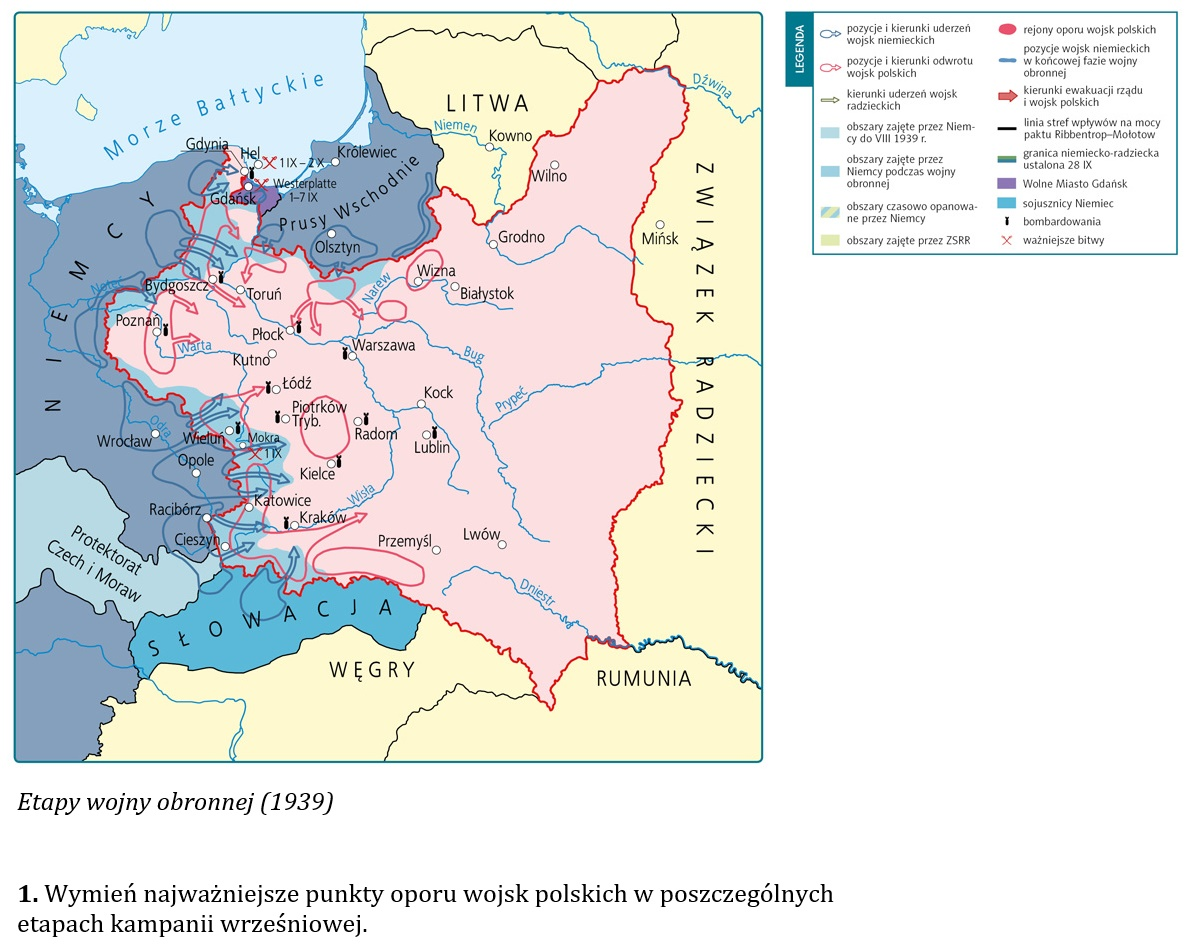 Morze Bałtyckie
LITWA
Dźwina
Niemen
Kowno
Gdynia
Hel
1 IX – 2 X
Królewiec
Westerplatte
1–7 IX
Gdańsk
Prusy Wschodnie
Wilno
Olsztyn
Grodno
Mińsk
NIEMCY
ZWIĄZEK RADZIECKI
Noteć
Bydgoszcz
Toruń
Wizna
Narew
Białystok
Poznań
Płock
Warta
Kutno
Warszawa
Bug
Łódź
Kock
Prypeć
Piotrków
Tryb.
Radom
Lublin
Odra
Wrocław
Wieluń
Mokra
1 IX
Opole
Kielce
Wisła
Katowice
Racibórz
Kraków
Cieszyn
Przemyśl
Lwów
Protektorat
Czech i Moraw
Dniestr
SŁOWACJA
WĘGRY
RUMUNIA
LEGENDA
pozycje i kierunki uderzeń
wojsk niemieckich
pozycje i kierunki odwrotu
wojsk polskich
kierunki uderzeń wojsk
radzieckich
obszary zajęte przez Niem-
cy do VIII 1939 r.
obszary zajęte przez
Niemcy podczas wojny
obronnej
obszary czasowo opanowa-
ne przez Niemcy
obszary zajęte przez ZSRR
rejony oporu wojsk polskich
pozycje wojsk niemieckich
w końcowej fazie wojny
obronnej
kierunki ewakuacji rządu
i wojsk polskich
linia stref wpływów na mocy
paktu Ribbentrop–Mołotow
granica niemiecko-radziecka
ustalona 28 IX
Wolne Miasto Gdańsk
sojusznicy Niemiec
bombardowania
ważniejsze bitwy
Etapy wojny obronnej (1939)
1. Wymień najważniejsze punkty oporu wojsk polskich w poszczególnych
etapach kampanii wrześniowej.